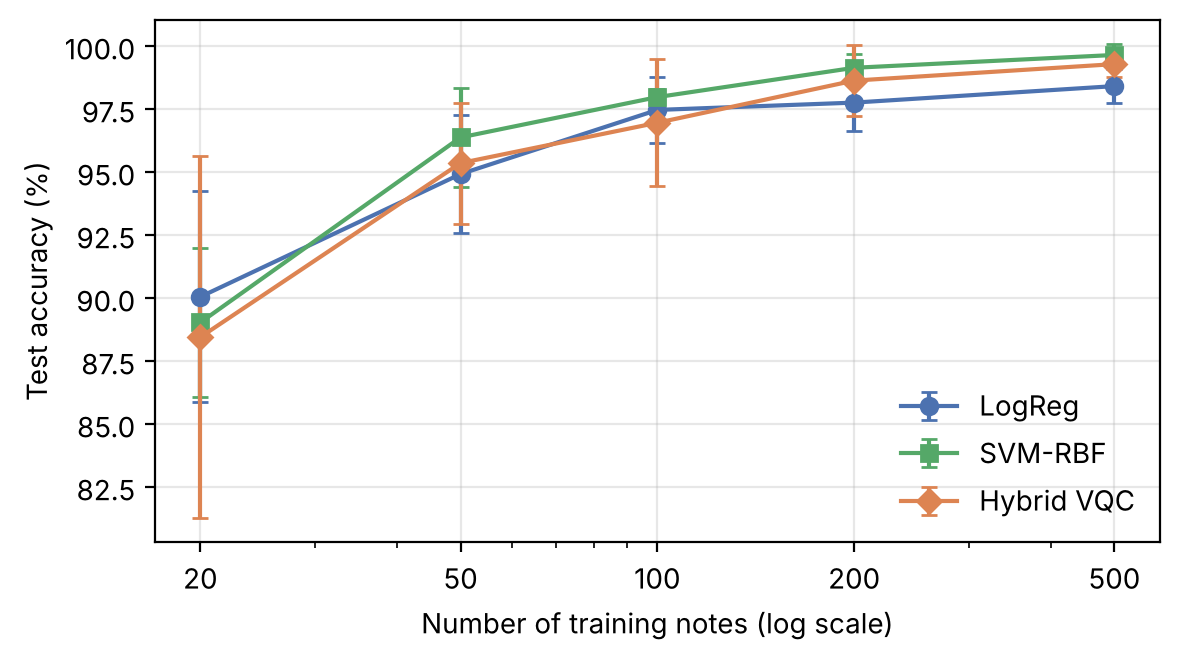 100.0
97.5
95.0
92.5
90.0
87.5
85.0
82.5
Test accuracy (%)
LogReg
SVM-RBF
Hybrid VQC
20 50 100 200 500
Number of training notes (log scale)